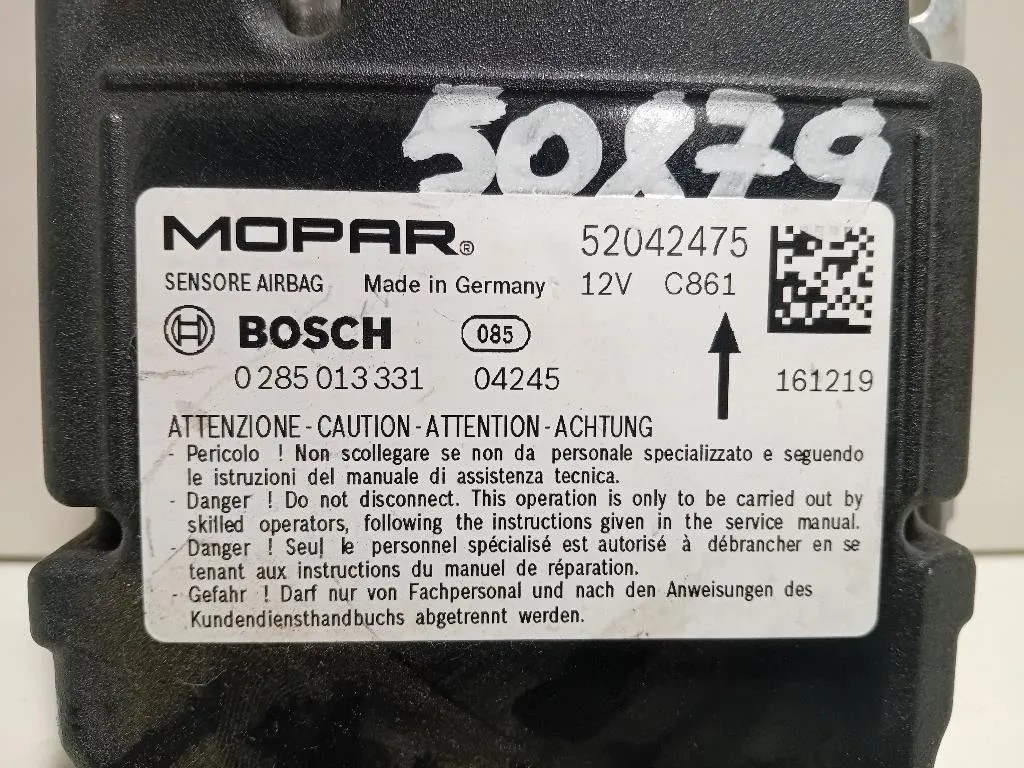 50879
MOPAR®
52042475
SENSORE AIRBAG Made in Germany 12V C861
BOSCH 085
0 285 013 331 04245 161219
ATTENZIONE - CAUTION - ATTENTION - ACHTUNG
- Pericolo ! Non scollegare se non da personale specializzato e seguendo
le istruzioni del manuale di assistenza tecnica.
- Danger ! Do not disconnect. This operation is only to be carried out by
skilled operators, following the instructions given in the service manual.
- Danger ! Seul le personnel spécialisé est autorisé à débrancher en se
tenant aux instructions du manuel de réparation.
- Gefahr ! Darf nur von Fachpersonal und nach den Anweisungen des
Kundendiensthandbuchs abgetrennt werden.